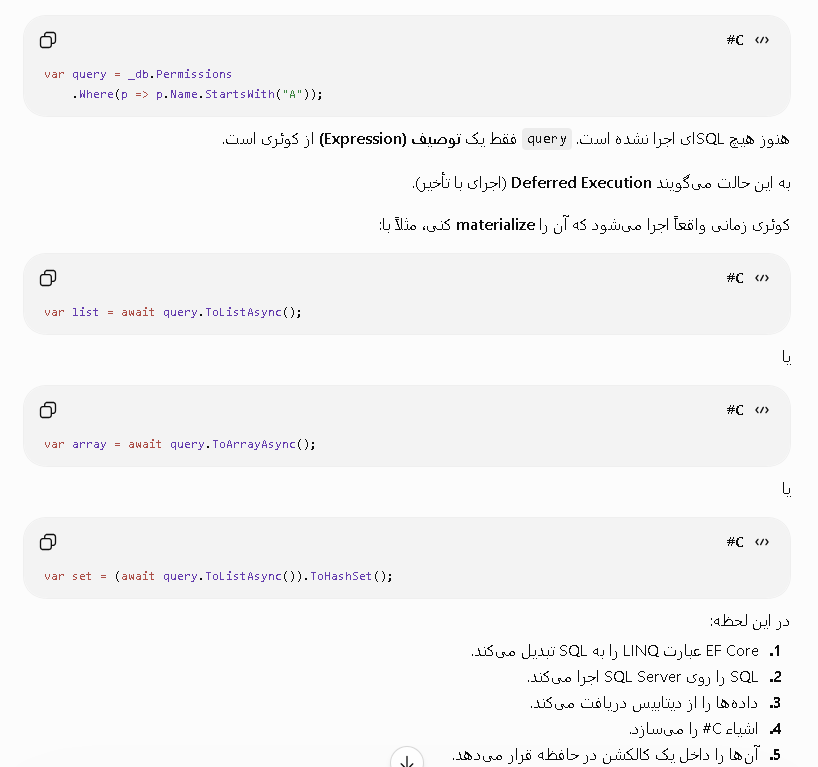 C#
var query = _db.Permissions
    .Where(p => p.Name.StartsWith("A"));
هنوز هیچ SQLای اجرا نشده است. query فقط یک توصیف (Expression) از کوئری است.
به این حالت می‌گویند Deferred Execution (اجرای با تأخیر).
کوئری زمانی واقعاً اجرا می‌شود که آن را materialize کنی، مثلاً با:
C#
var list = await query.ToListAsync();
یا
C#
var array = await query.ToArrayAsync();
یا
C#
var set = (await query.ToListAsync()).ToHashSet();
در این لحظه:
1. EF Core عبارت LINQ را به SQL تبدیل می‌کند.
2. SQL را روی SQL Server اجرا می‌کند.
3. داده‌ها را از دیتابیس دریافت می‌کند.
4. اشیاء C# را می‌سازد.
5. آن‌ها را داخل یک کالکشن در حافظه قرار می‌دهد.